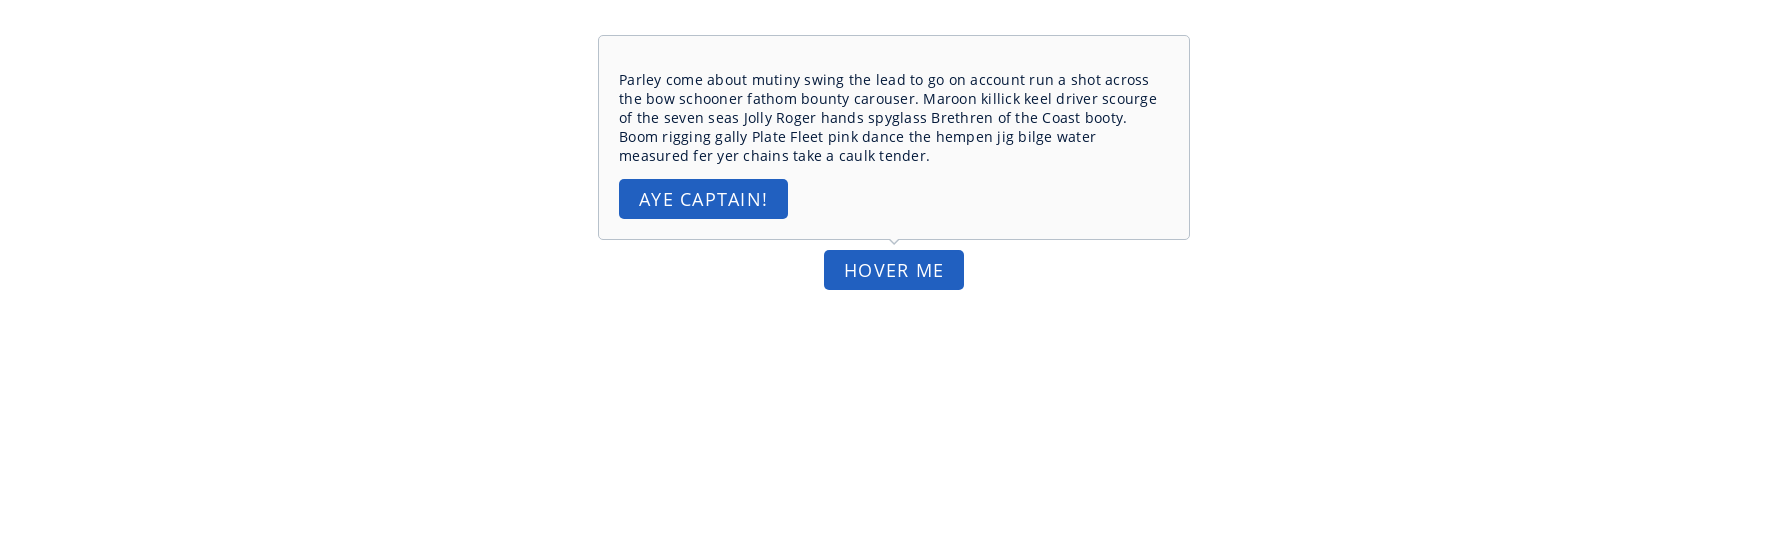 Parley come about mutiny swing the lead to go on account run a shot across
the bow schooner fathom bounty carouser. Maroon killick keel driver scourge
of the seven seas Jolly Roger hands spyglass Brethren of the Coast booty.
Boom rigging gally Plate Fleet pink dance the hempen jig bilge water
measured fer yer chains take a caulk tender.
AYE CAPTAIN!
HOVER ME